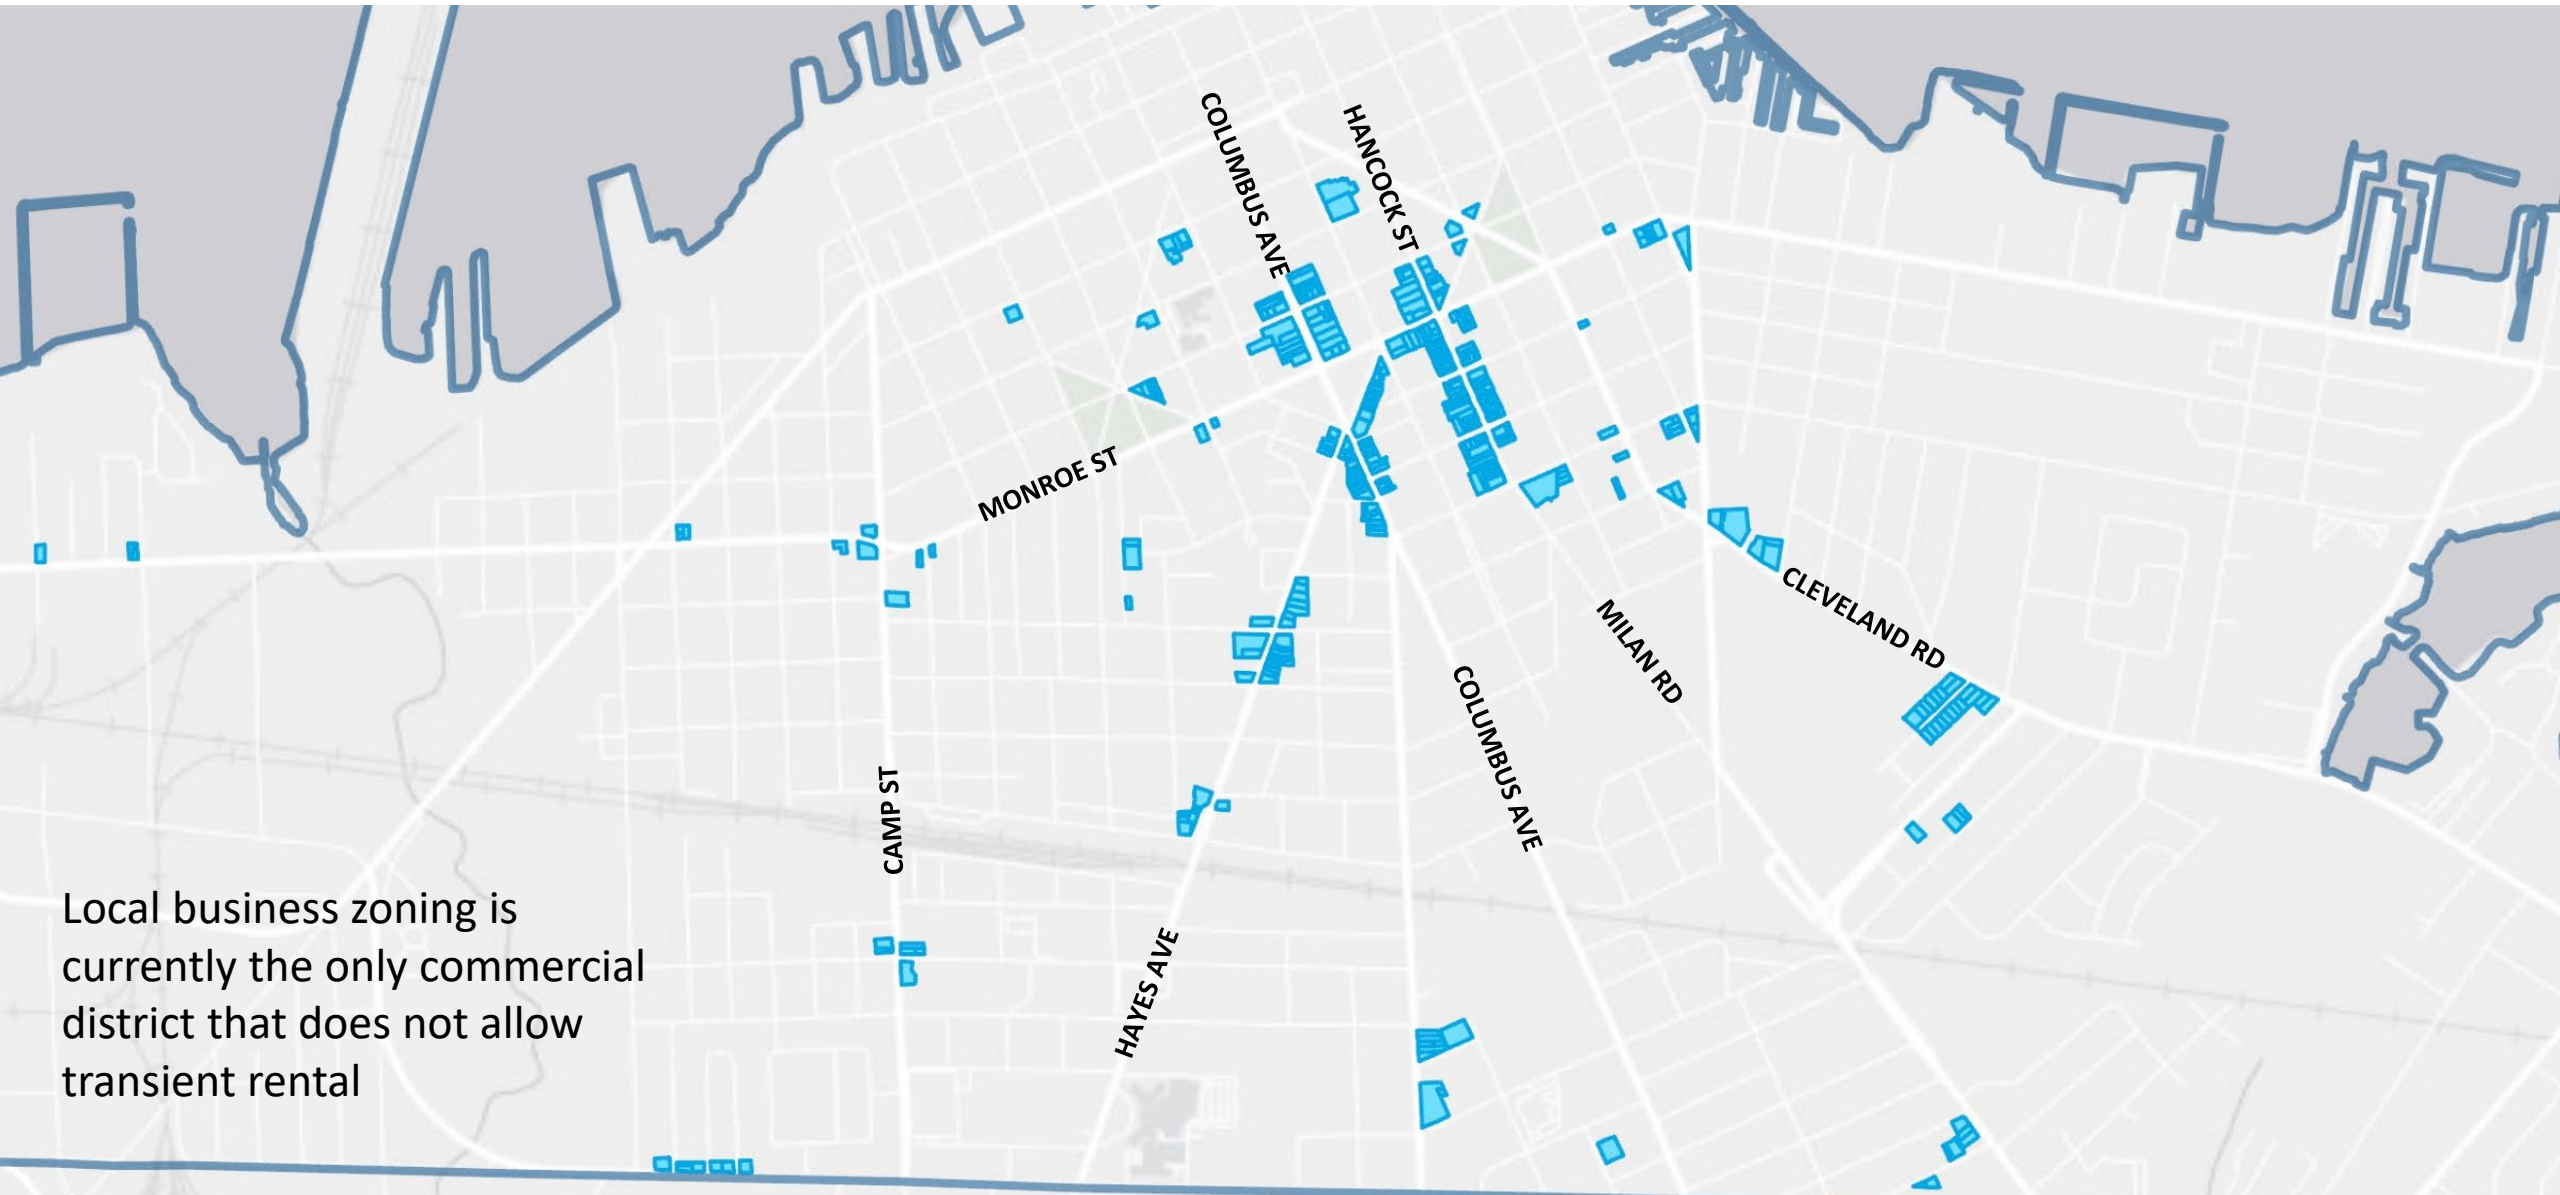 COLUMBUS AVE
HANCOCK ST
MONROE ST
CLEVELAND RD
MILAN RD
COLUMBUS AVE
CAMP ST
HAYES AVE
Local business zoning is
currently the only commercial
district that does not allow
transient rental